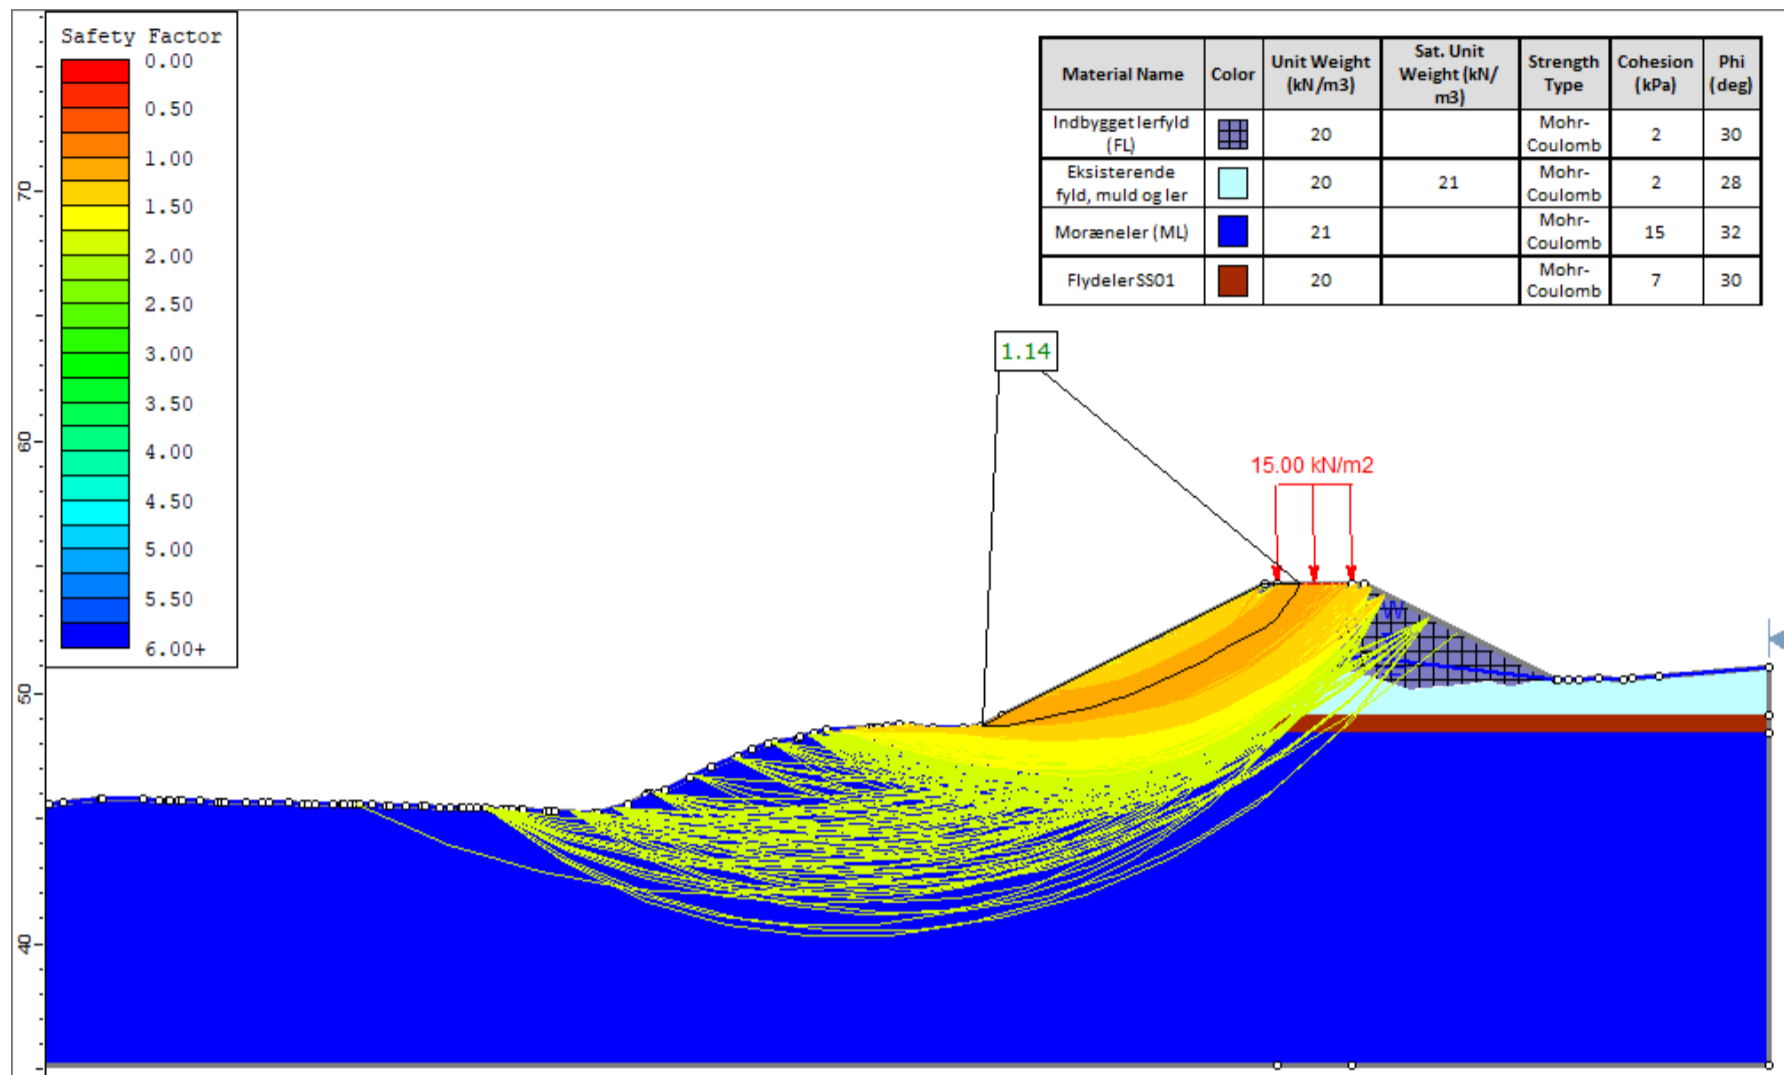 Safety Factor
0.00
0.50
1.00
1.50
2.00
2.50
3.00
3.50
4.00
4.50
5.00
5.50
6.00+
Material Name Color Unit Weight (kN/m3) Sat. Unit Weight (kN/m3) Strength Type Cohesion (kPa) Phi (deg)
Indbygget lerfyld (FL) 20 Mohr-Coulomb 2 30
Eksisterende fyld, muld og ler 20 21 Mohr-Coulomb 2 28
Moræneler (ML) 21 Mohr-Coulomb 15 32
Flydeler SS01 20 Mohr-Coulomb 7 30
1.14
15.00 kN/m2
W
70
60
50
40